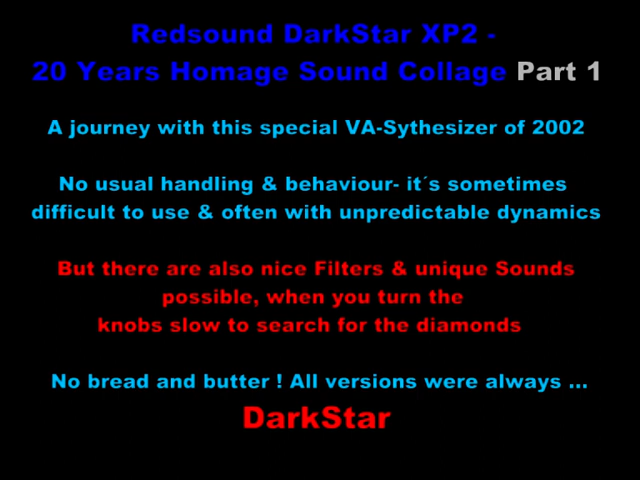 Redsound DarkStar XP2 -
20 Years Homage Sound Collage Part 1
A journey with this special VA-Sythesizer of 2002
No usual handling & behaviour- it´s sometimes
difficult to use & often with unpredictable dynamics
But there are also nice Filters & unique Sounds
possible, when you turn the
knobs slow to search for the diamonds
No bread and butter ! All versions were always ...
DarkStar